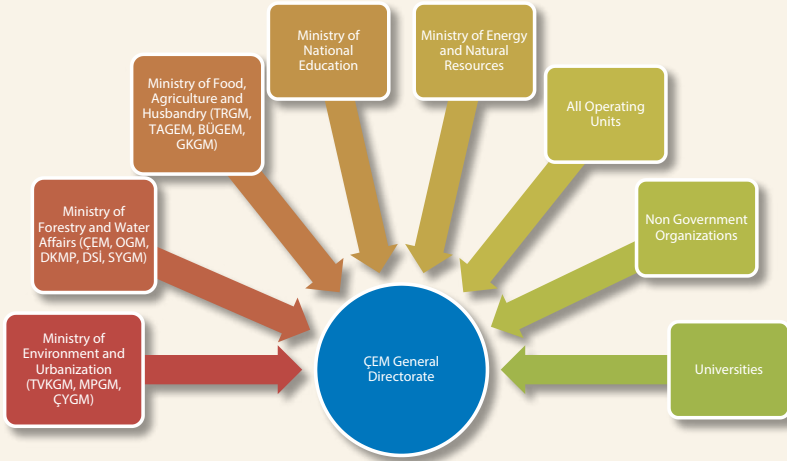 Ministry of
National
Education
Ministry of Energy
and Natural
Resources
Ministry of Food,
Agriculture and
Husbandry (TRGM,
TAGEM, BÜGEM,
GKGM)
All Operating
Units
Ministry of
Forestry and Water
Affairs (ÇEM, OGM,
DKMP, DSİ, SYGM)
Non Government
Organizations
Ministry of
Environment and
Urbanization
(TVKGM, MPGM,
ÇYGM)
ÇEM General
Directorate
Universities